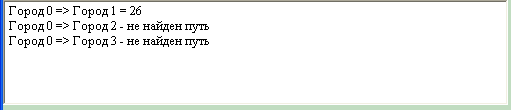 Город 0 => Город 1 = 26
Город 0 => Город 2 - не найден путь
Город 0 => Город 3 - не найден путь